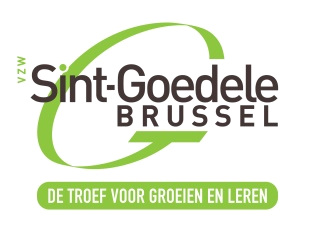 VZW
Sint-Goedele
BRUSSEL
DE TROEF VOOR GROEIEN EN LEREN